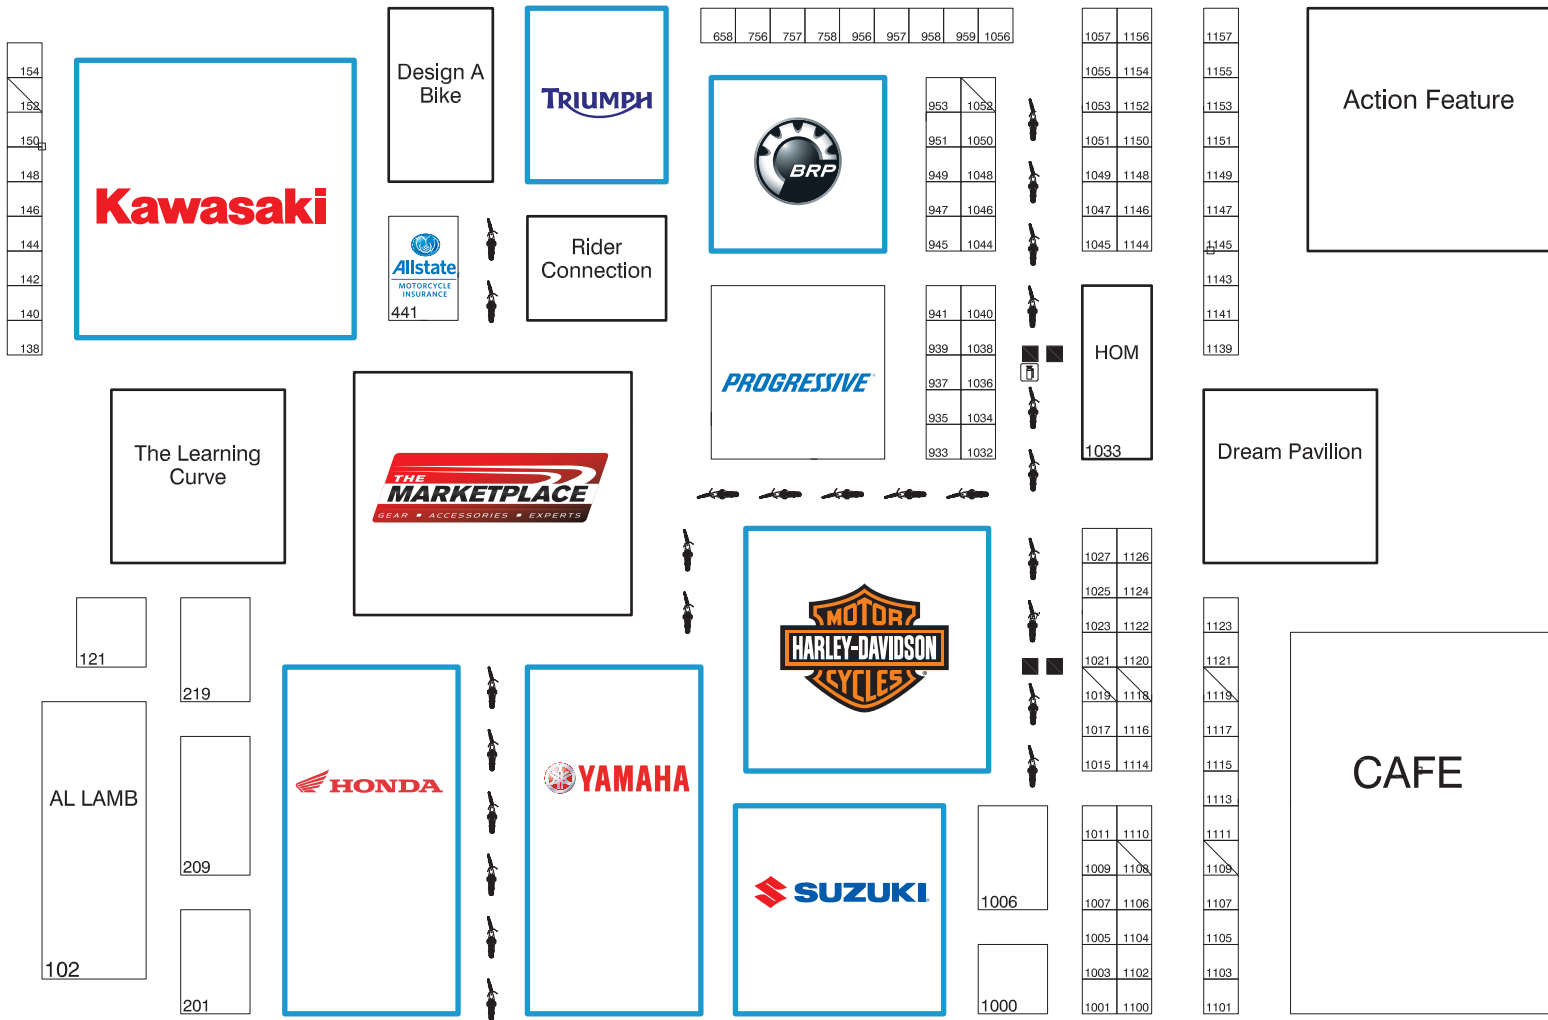 658 756 757 758 956 957 958 959 1056
1057 1156
1157
154
Design A
Bike
TRIUMPH
1055 1154
1155
Action Feature
152
953 1052
1053 1152
1153
150
951 1050
1051 1150
1151
BRP
148
949 1048
1049 1148
1149
Kawasaki
146
947 1046
1047 1146
1147
144
945 1044
1045 1144
1145
Allstate
MOTORCYCLE
INSURANCE
441
Rider
Connection
142
1143
140
941 1040
1141
138
939 1038
HOM
1139
PROGRESSIVE
937 1036
935 1034
933 1032
1033
The Learning
Curve
THE
MARKETPLACE
GEAR ▪ ACCESSORIES ▪ EXPERTS
Dream Pavilion
1027 1126
1025 1124
MOTOR
HARLEY-DAVIDSON
CYCLES
®
1023 1122
1123
121
1021 1120
1121
219
1019 1118
1119
1017 1116
1117
1015 1114
1115
AL LAMB
HONDA
YAMAHA
CAFE
1113
1011 1110
1111
209
1009 1108
1109
SUZUKI
1006
1007 1106
1107
1005 1104
1105
102
1003 1102
1103
201
1000
1001 1100
1101